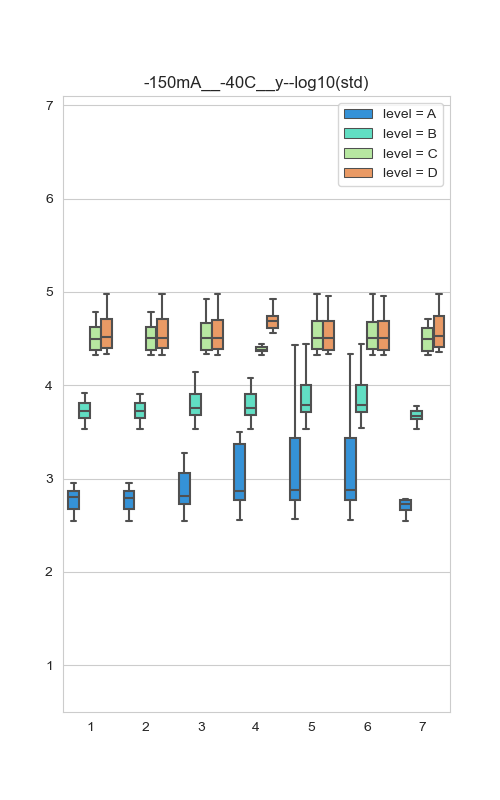 -150mA__-40C__y--log10(std)
level = A
level = B
level = C
level = D
7
6
5
4
3
2
1
1 2 3 4 5 6 7